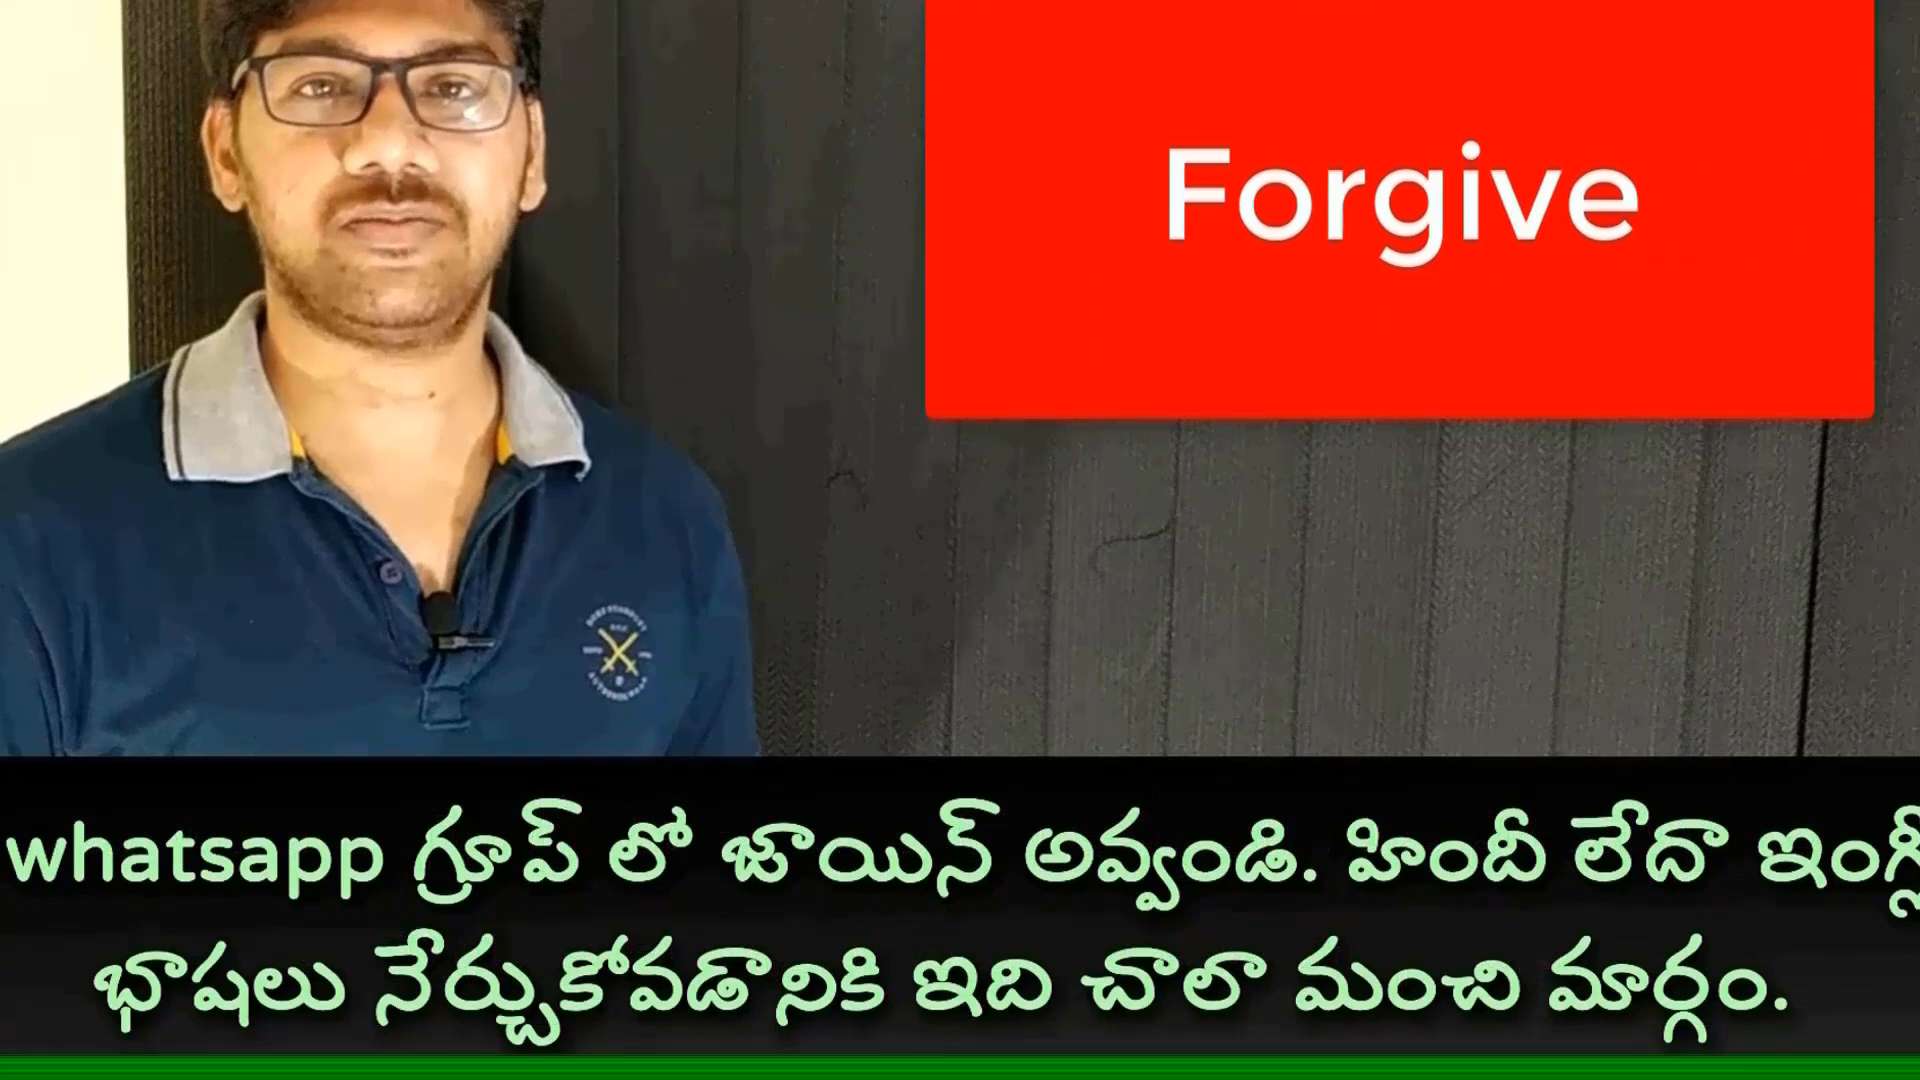 Forgive
whatsapp గ్రూప్ లో జాయిన్ అవ్వండి. హిందీ లేదా
భాషలు నేర్చుకోవడానికి ఇది చాలా మంచి మార్గం.